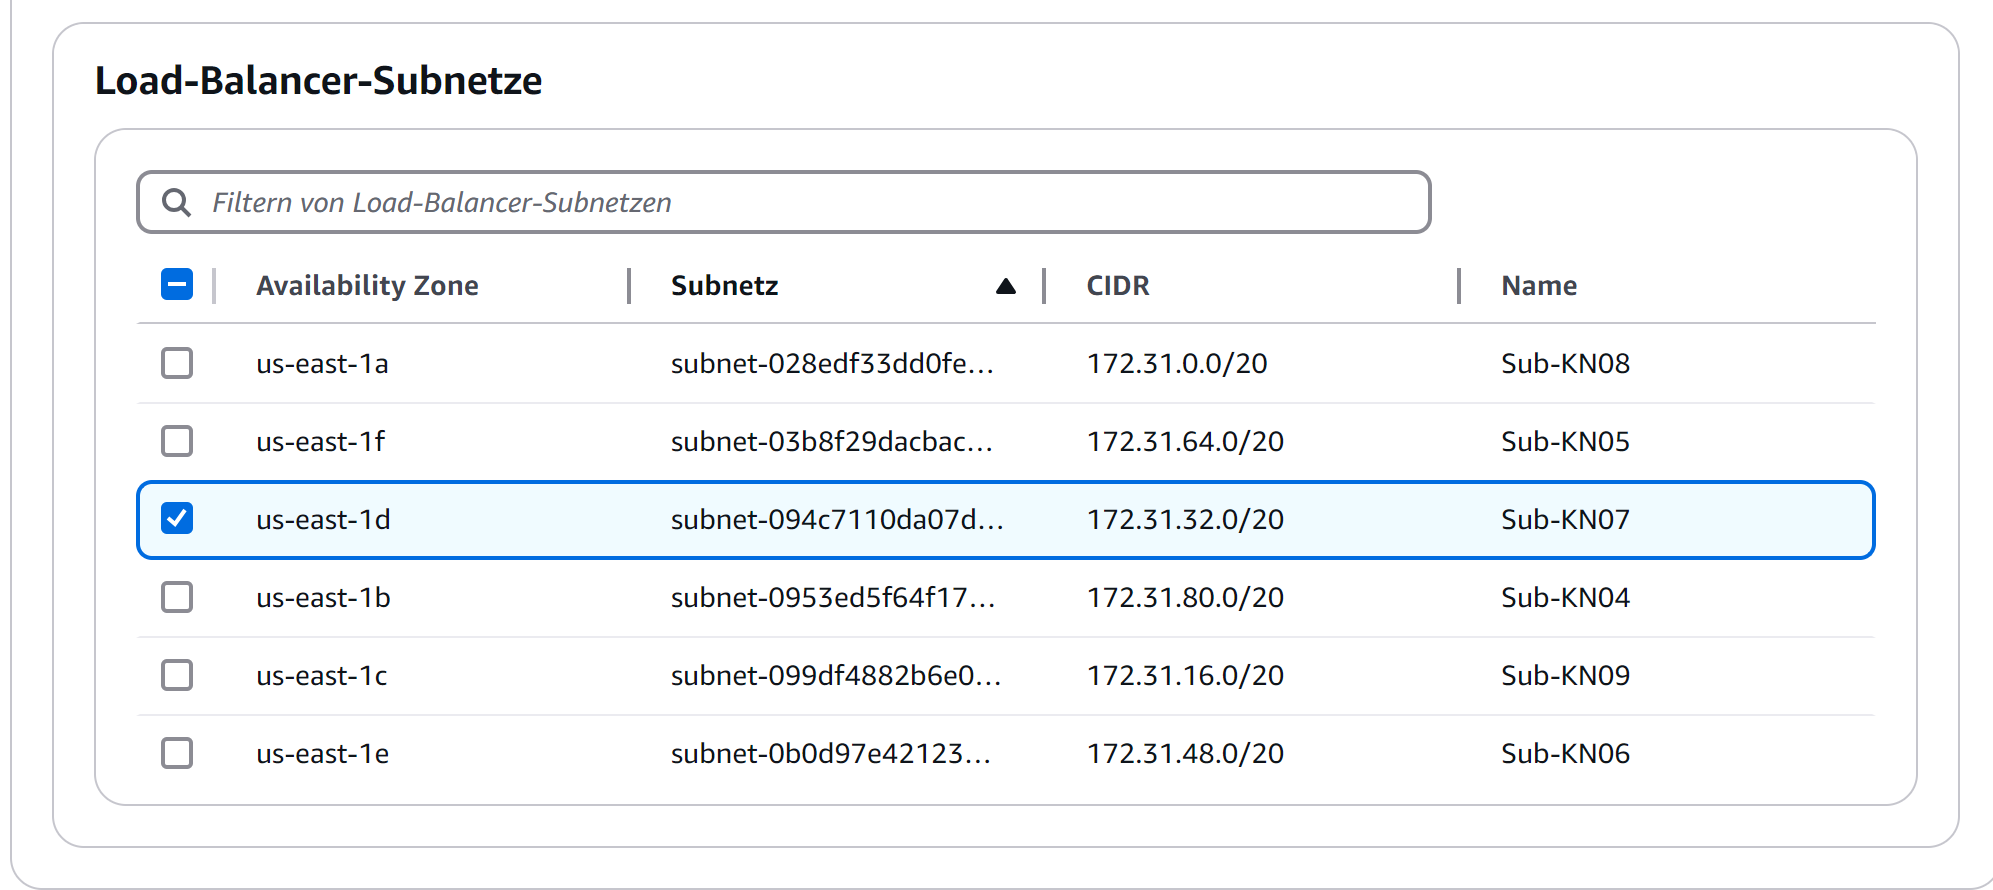 Load-Balancer-Subnetze
Filtern von Load-Balancer-Subnetzen
Availability Zone Subnetz CIDR Name
us-east-1a subnet-028edf33dd0fe... 172.31.0.0/20 Sub-KN08
us-east-1f subnet-03b8f29dacbac... 172.31.64.0/20 Sub-KN05
us-east-1d subnet-094c7110da07d... 172.31.32.0/20 Sub-KN07
us-east-1b subnet-0953ed5f64f17... 172.31.80.0/20 Sub-KN04
us-east-1c subnet-099df4882b6e0... 172.31.16.0/20 Sub-KN09
us-east-1e subnet-0b0d97e42123... 172.31.48.0/20 Sub-KN06